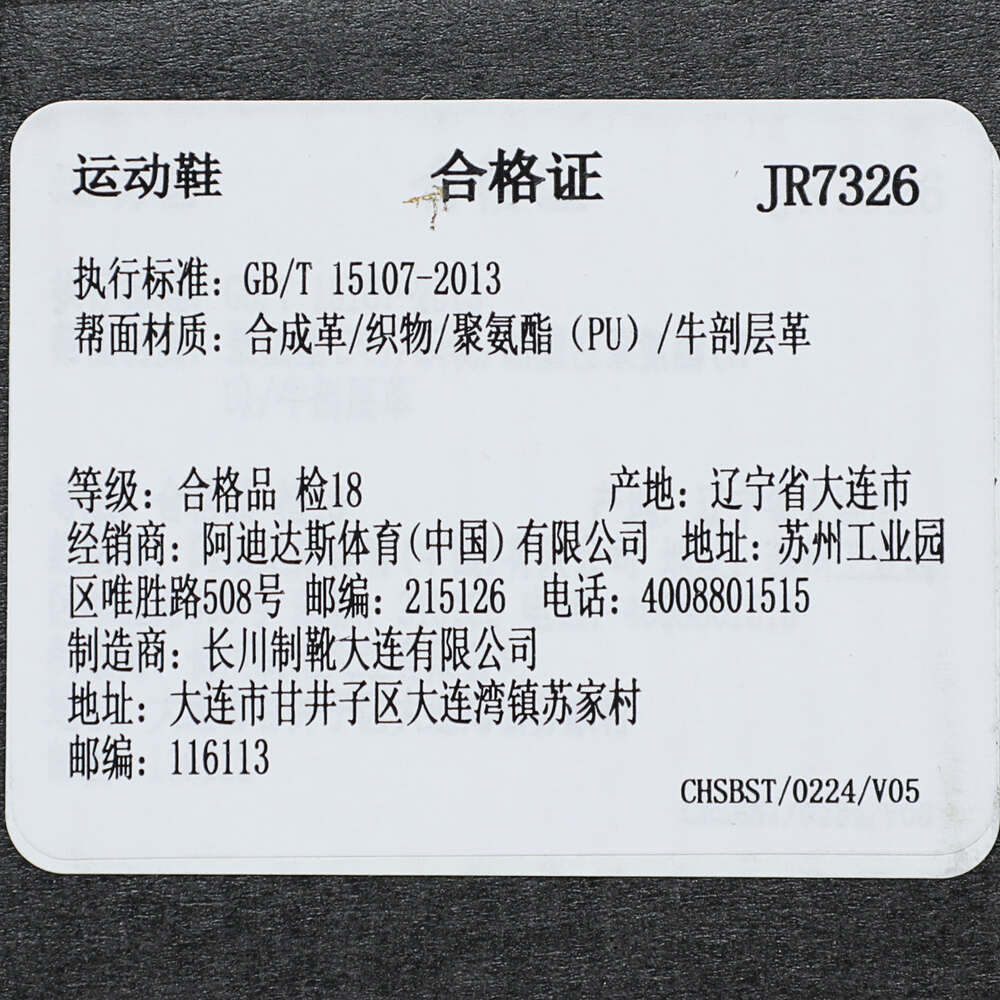 运动鞋 合格证 JR7326
执行标准：GB/T 15107-2013
帮面材质：合成革/织物/聚氨酯（PU）/牛剖层革
等级：合格品 检18 产地：辽宁省大连市
经销商：阿迪达斯体育(中国)有限公司 地址：苏州工业园
区唯胜路508号 邮编：215126 电话：4008801515
制造商：长川制靴大连有限公司
地址：大连市甘井子区大连湾镇苏家村
邮编：116113
CHSBST/0224/V05